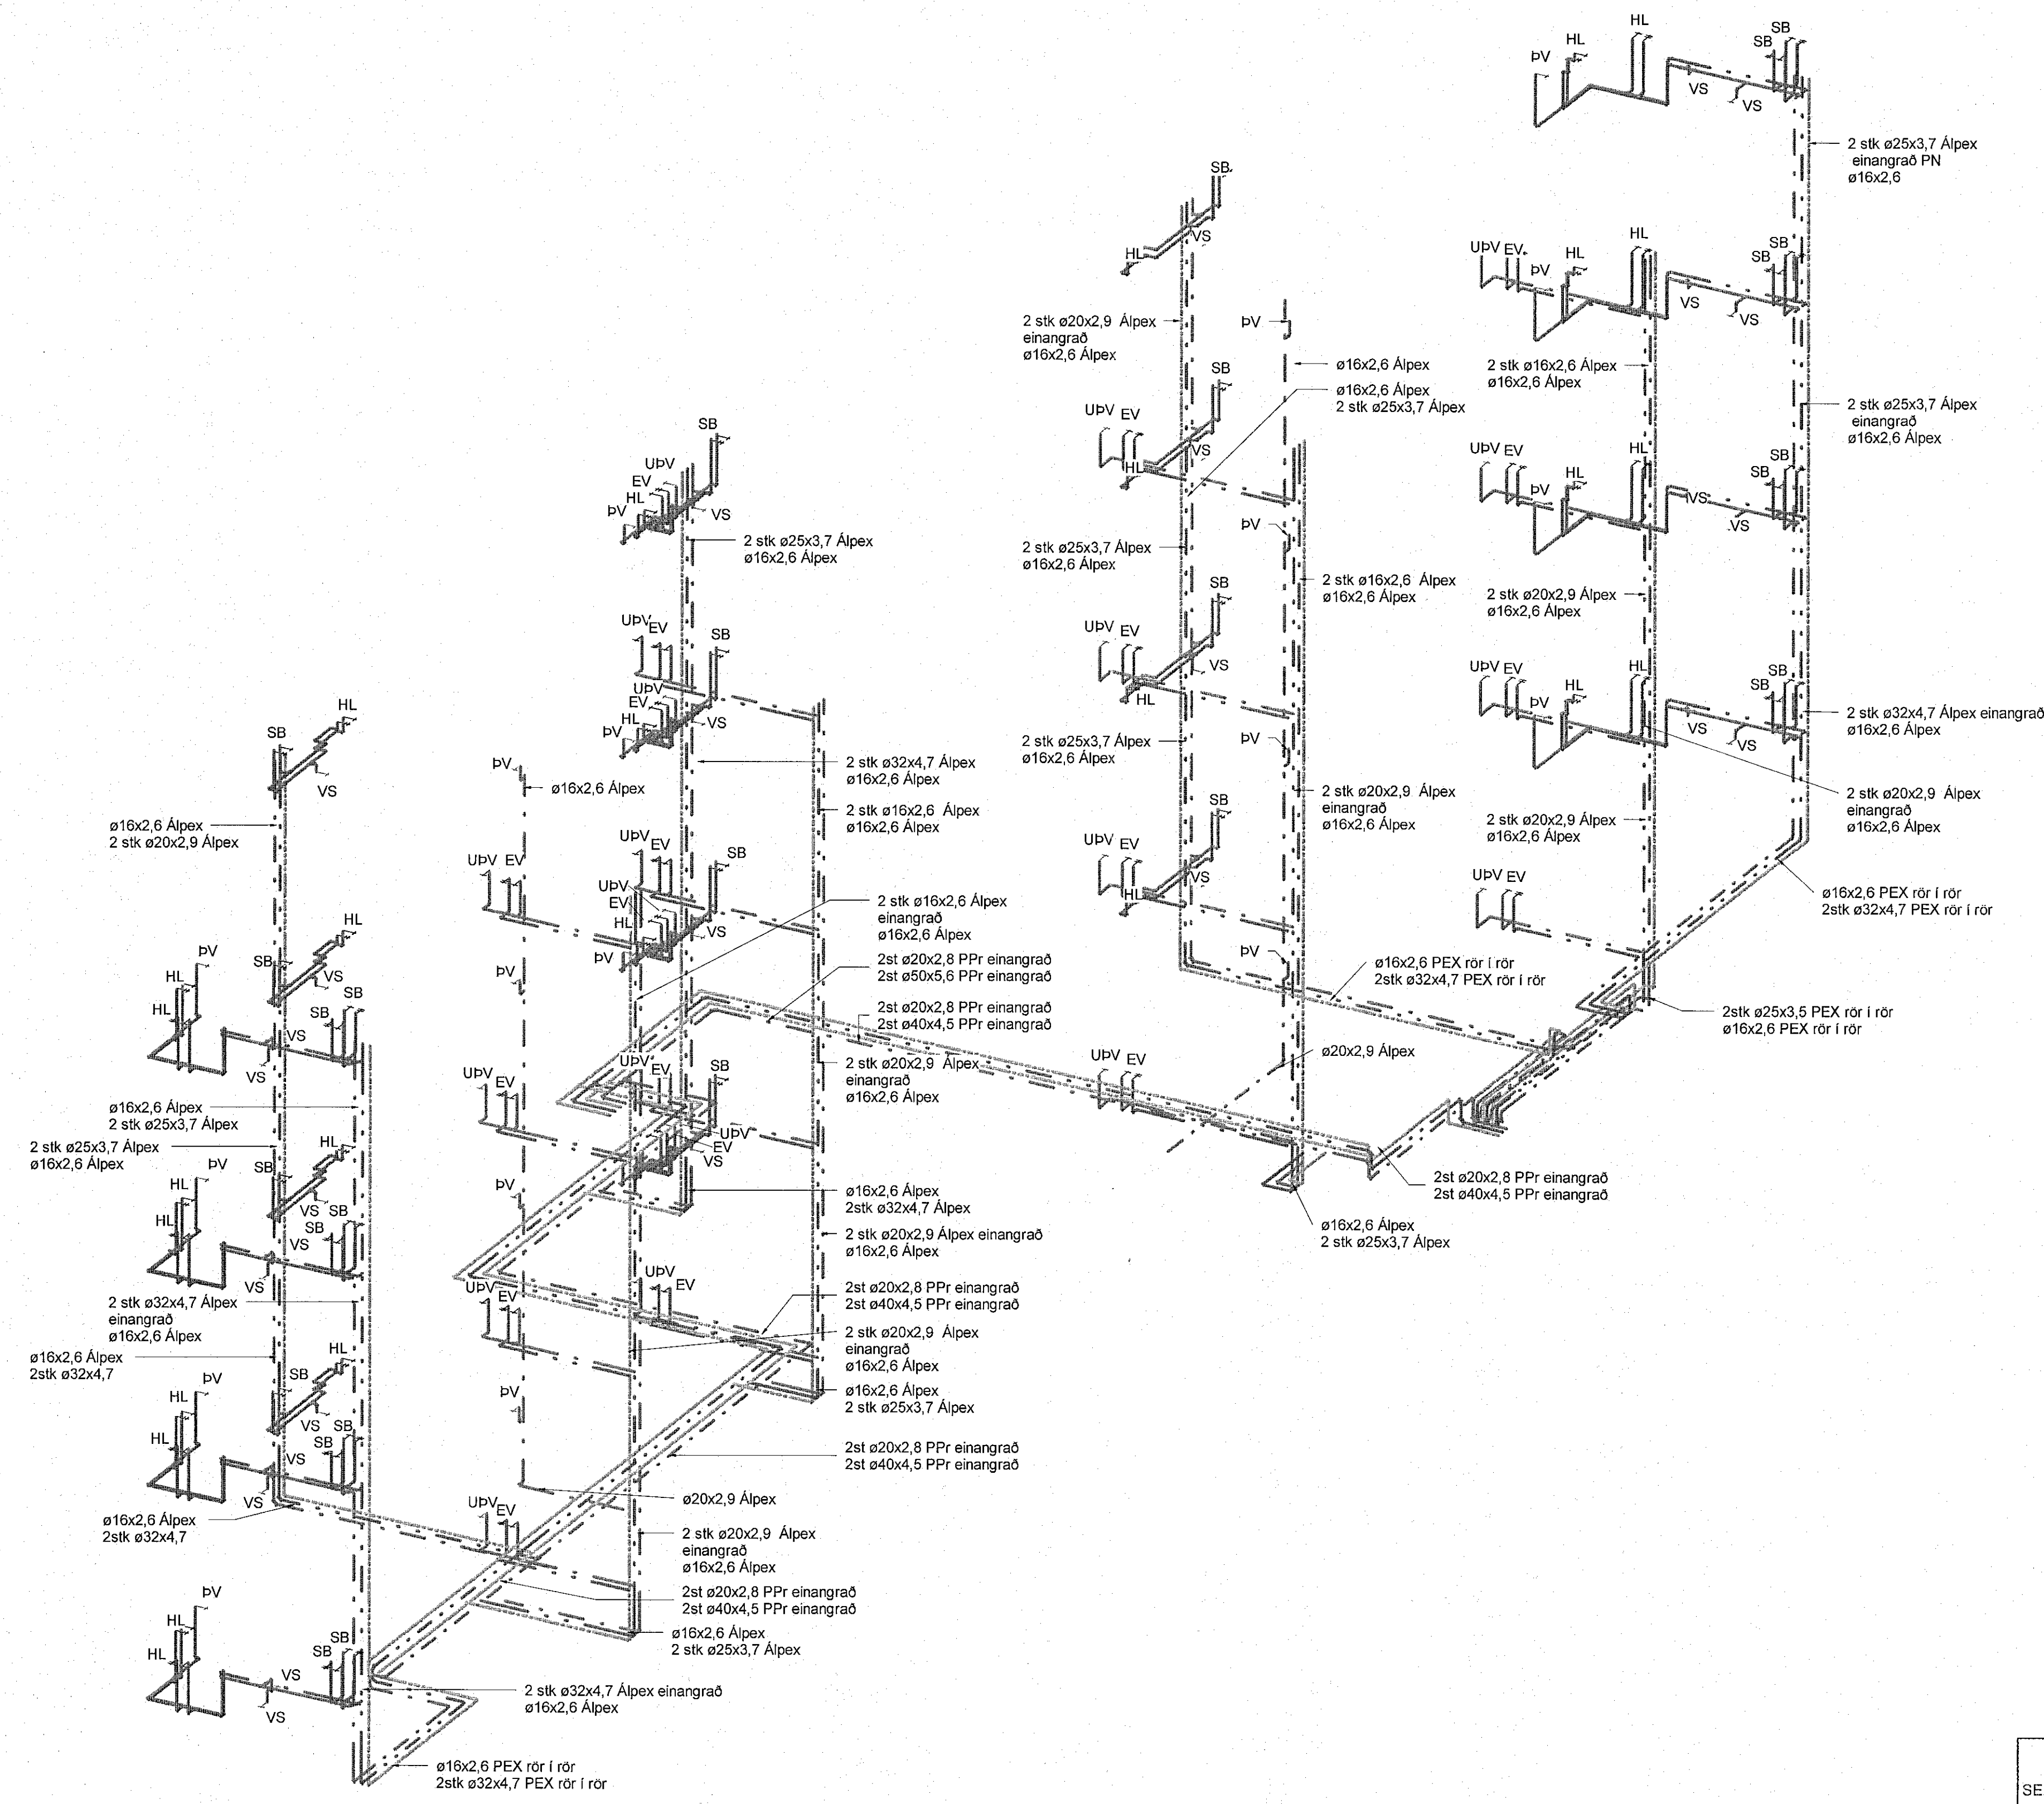 HL
SB
SB
HL
ÞV
VS
VS
2 stk ø25x3,7 Álpex
einangrað PN
ø16x2,6
SB
VS
HL
HL
SB
SB
UÞV
EV
HL
ÞV
VS
VS
2 stk ø20x2,9 Álpex
einangrað
ø16x2,6 Álpex
ÞV
ø16x2,6 Álpex
ø16x2,6 Álpex
2 stk ø25x3,7 Álpex
2 stk ø16x2,6 Álpex
ø16x2,6 Álpex
2 stk ø25x3,7 Álpex
einangrað
ø16x2,6 Álpex
SB
UÞV
EV
VS
HL
SB
UÞV
EV
HL
ÞV
VS
2 stk ø25x3,7 Álpex
ø16x2,6 Álpex
UÞV
EV
HL
HL
SB
SB
ÞV
VS
VS
ÞV
2 stk ø25x3,7 Álpex
ø16x2,6 Álpex
2 stk ø16x2,6 Álpex
ø16x2,6 Álpex
2 stk ø20x2,9 Álpex
ø16x2,6 Álpex
SB
UÞV
EV
VS
HL
UÞV
EV
SB
UÞV
EV
HL
ÞV
VS
UÞV
EV
HL
HL
SB
SB
ÞV
VS
VS
2 stk ø32x4,7 Álpex einangrað
ø16x2,6 Álpex
HL
SB
VS
ÞV
ø16x2,6 Álpex
2 stk ø32x4,7 Álpex
ø16x2,6 Álpex
2 stk ø16x2,6 Álpex
ø16x2,6 Álpex
2 stk ø25x3,7 Álpex
ø16x2,6 Álpex
ÞV
2 stk ø20x2,9 Álpex
einangrað
ø16x2,6 Álpex
2 stk ø20x2,9 Álpex
ø16x2,6 Álpex
2 stk ø20x2,9 Álpex
einangrað
ø16x2,6 Álpex
ø16x2,6 Álpex
2 stk ø20x2,9 Álpex
SB
UÞV
EV
VS
HL
UÞV
EV
UÞV
EV
SB
UÞV
EV
HL
ÞV
VS
2 stk ø16x2,6 Álpex
einangrað
ø16x2,6 Álpex
UÞV
EV
ø16x2,6 PEX rör í rör
2stk ø32x4,7 PEX rör í rör
HL
SB
VS
ÞV
HL
HL
SB
SB
VS
VS
ÞV
2st ø20x2,8 PPr einangrað
2st ø50x5,6 PPr einangrað
2st ø20x2,8 PPr einangrað
2st ø40x4,5 PPr einangrað
ÞV
ø16x2,6 PEX rör í rör
2stk ø32x4,7 PEX rör í rör
2stk ø25x3,5 PEX rör í rör
ø16x2,6 PEX rör í rör
ø20x2,9 Álpex
UÞV
EV
UÞV
EV
UÞV
EV
SB
UÞV
EV
VS
2 stk ø20x2,9 Álpex
einangrað
ø16x2,6 Álpex
ø16x2,6 Álpex
2 stk ø25x3,7 Álpex
2 stk ø25x3,7 Álpex
ø16x2,6 Álpex
HL
SB
VS
ÞV
HL
HL
SB
SB
VS
VS
ÞV
ø16x2,6 Álpex
2stk ø32x4,7 Álpex
2st ø20x2,8 PPr einangrað
2st ø40x4,5 PPr einangrað
ø16x2,6 Álpex
2 stk ø25x3,7 Álpex
2 stk ø20x2,9 Álpex einangrað
ø16x2,6 Álpex
UÞV
EV
UÞV
EV
2st ø20x2,8 PPr einangrað
2st ø40x4,5 PPr einangrað
2 stk ø32x4,7 Álpex
einangrað
ø16x2,6 Álpex
2 stk ø20x2,9 Álpex
einangrað
ø16x2,6 Álpex
ø16x2,6 Álpex
2stk ø32x4,7
HL
SB
VS
ÞV
HL
HL
SB
SB
VS
VS
ÞV
ø16x2,6 Álpex
2 stk ø25x3,7 Álpex
2st ø20x2,8 PPr einangrað
2st ø40x4,5 PPr einangrað
ø20x2,9 Álpex
UÞV
EV
ø16x2,6 Álpex
2stk ø32x4,7
2 stk ø20x2,9 Álpex
einangrað
ø16x2,6 Álpex
2st ø20x2,8 PPr einangrað
2st ø40x4,5 PPr einangrað
ø16x2,6 Álpex
2 stk ø25x3,7 Álpex
ÞV
HL
HL
SB
SB
VS
VS
2 stk ø32x4,7 Álpex einangrað
ø16x2,6 Álpex
ø16x2,6 PEX rör í rör
2stk ø32x4,7 PEX rör í rör
SE